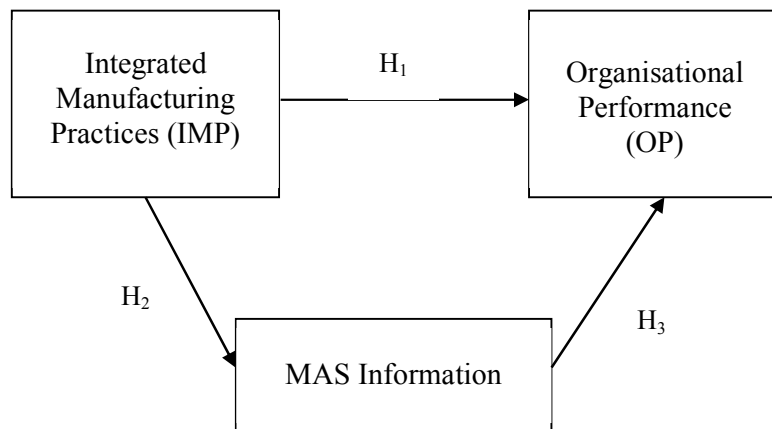 Integrated
Manufacturing
Practices (IMP)
H₁
Organisational
Performance
(OP)
H₂
H₃
MAS Information